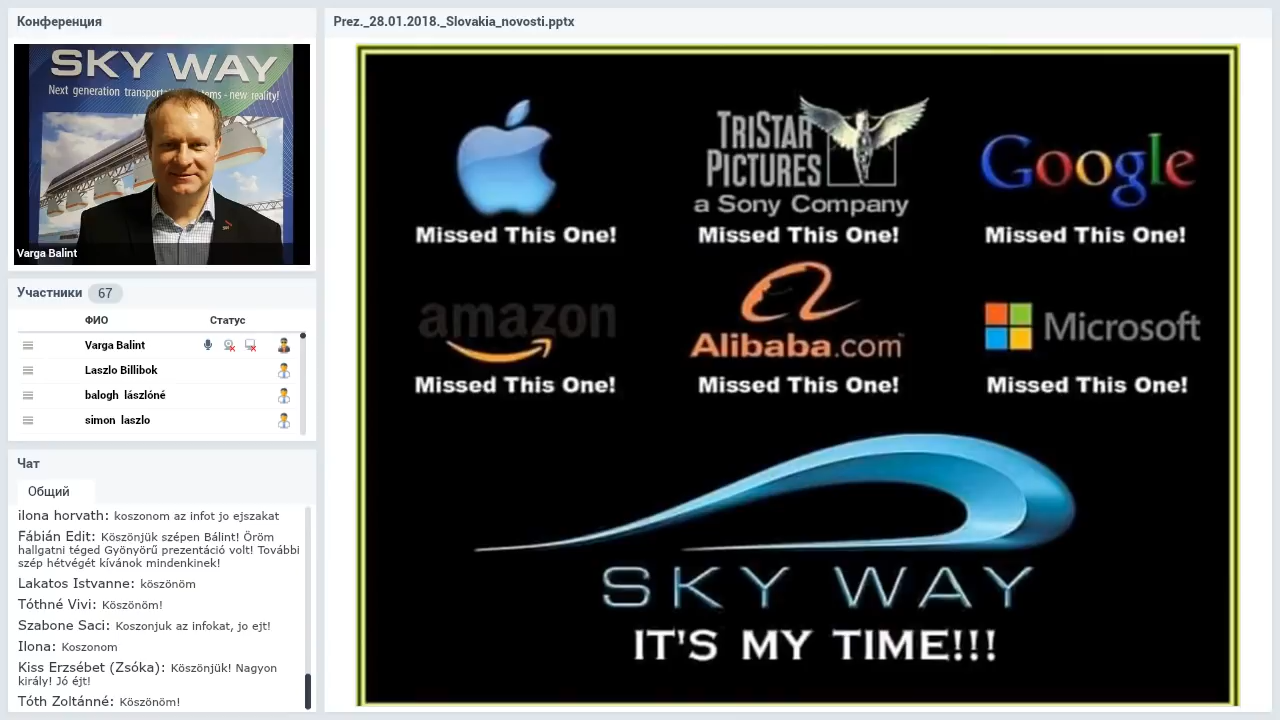 Конференция
SKY WAY
Next generation transportation systems - new reality!
Varga Balint
Участники 67
ФИО Статус
Varga Balint
Laszlo Billibok
balogh lászlóné
simon laszlo
Чат
Общий
ilona horvath: koszonom az infot jo ejszakat
Fábián Edit: Köszönjük szépen Bálint! Öröm
hallgatni téged Gyönyörű prezentáció volt! További
szép hétvégét kívánok mindenkinek!
Lakatos Istvanne: köszönöm
Tóthné Vivi: Köszönöm!
Szabone Saci: Koszonjuk az infokat, jo ejt!
Ilona: Koszonom
Kiss Erzsébet (Zsóka): Köszönjük! Nagyon
király! Jó éjt!
Tóth Zoltánné: Köszönöm!
Prez._28.01.2018._Slovakia_novosti.pptx
TRISTAR
PICTURES
a Sony Company
Google
Missed This One! Missed This One! Missed This One!
amazon Alibaba.com Microsoft
Missed This One! Missed This One! Missed This One!
SKY WAY
IT'S MY TIME!!!